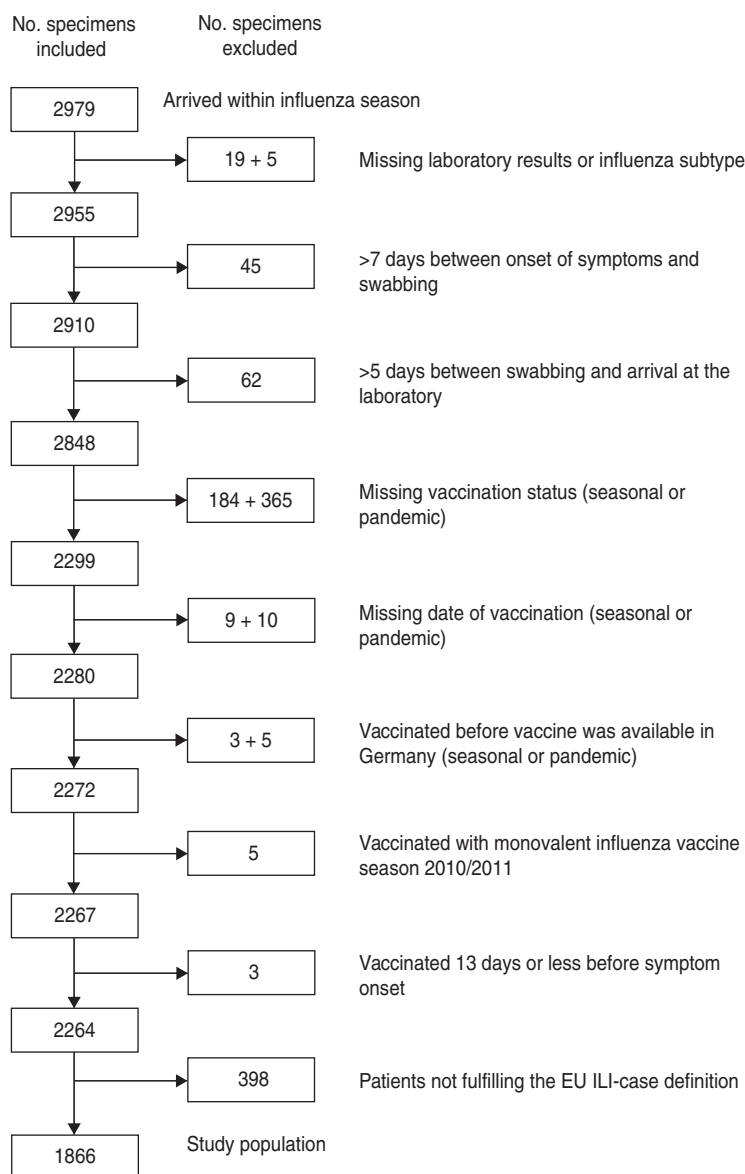 No. specimens
included
No. specimens
excluded
2979
Arrived within influenza season
19 + 5
Missing laboratory results or influenza subtype
2955
45
>7 days between onset of symptoms and
swabbing
2910
62
>5 days between swabbing and arrival at the
laboratory
2848
184 + 365
Missing vaccination status (seasonal or
pandemic)
2299
9 + 10
Missing date of vaccination (seasonal or
pandemic)
2280
3 + 5
Vaccinated before vaccine was available in
Germany (seasonal or pandemic)
2272
5
Vaccinated with monovalent influenza vaccine
season 2010/2011
2267
3
Vaccinated 13 days or less before symptom
onset
2264
398
Patients not fulfilling the EU ILI-case definition
1866
Study population